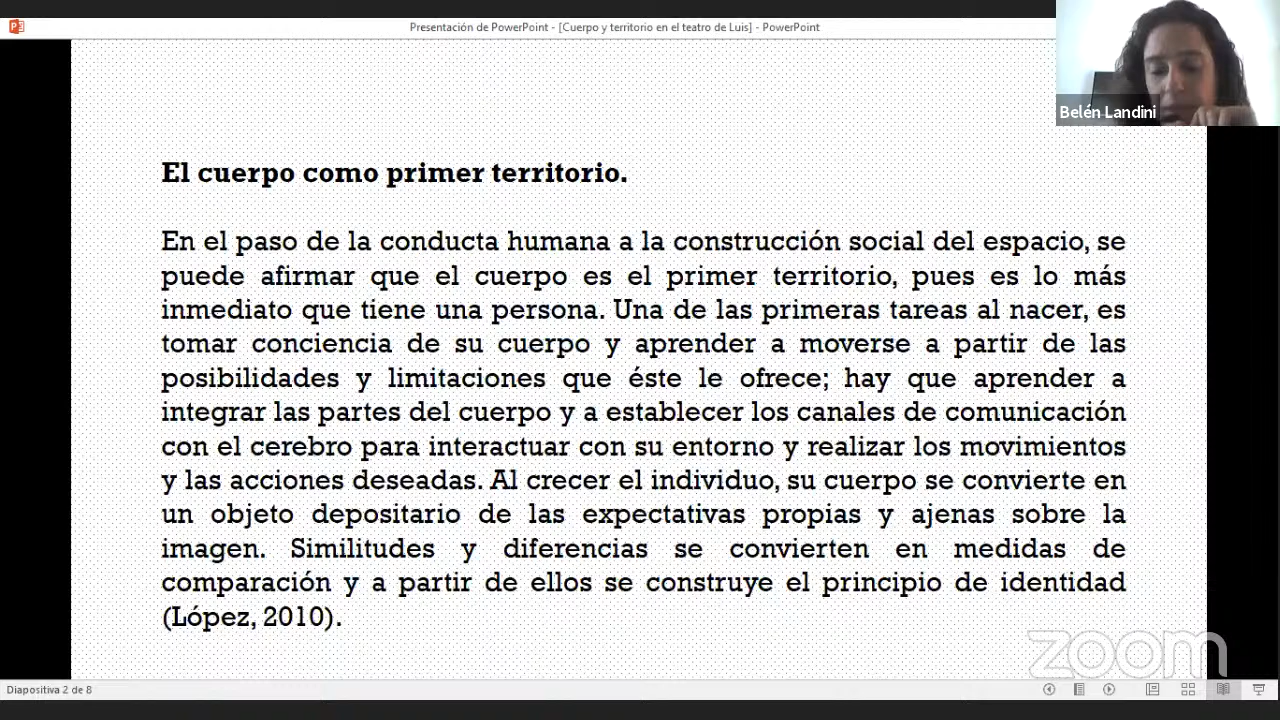 Presentación de PowerPoint - [Cuerpo y territorio en el teatro de Luis] - PowerPoint
Belén Landini
El cuerpo como primer territorio.
En el paso de la conducta humana a la construcción social del espacio, se
puede afirmar que el cuerpo es el primer territorio, pues es lo más
inmediato que tiene una persona. Una de las primeras tareas al nacer, es
tomar conciencia de su cuerpo y aprender a moverse a partir de las
posibilidades y limitaciones que éste le ofrece; hay que aprender a
integrar las partes del cuerpo y a establecer los canales de comunicación
con el cerebro para interactuar con su entorno y realizar los movimientos
y las acciones deseadas. Al crecer el individuo, su cuerpo se convierte en
un objeto depositario de las expectativas propias y ajenas sobre la
imagen. Similitudes y diferencias se convierten en medidas de
comparación y a partir de ellos se construye el principio de identidad
(López, 2010).
zoom
Diapositiva 2 de 8